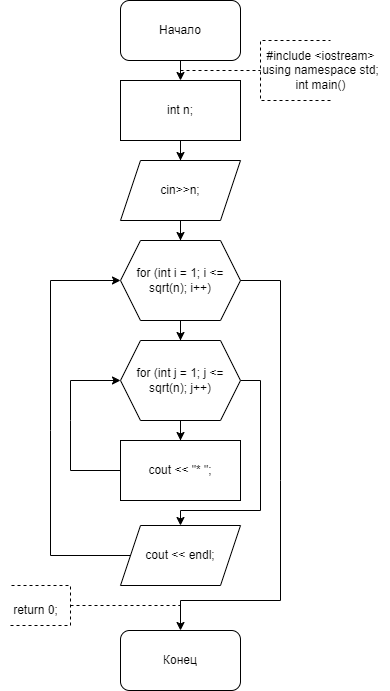 Начало
#include <iostream>
using namespace std;
int main()
int n;
cin>>n;
for (int i = 1; i <=
sqrt(n); i++)
for (int j = 1; j <=
sqrt(n); j++)
cout << "* ";
cout << endl;
return 0;
Конец